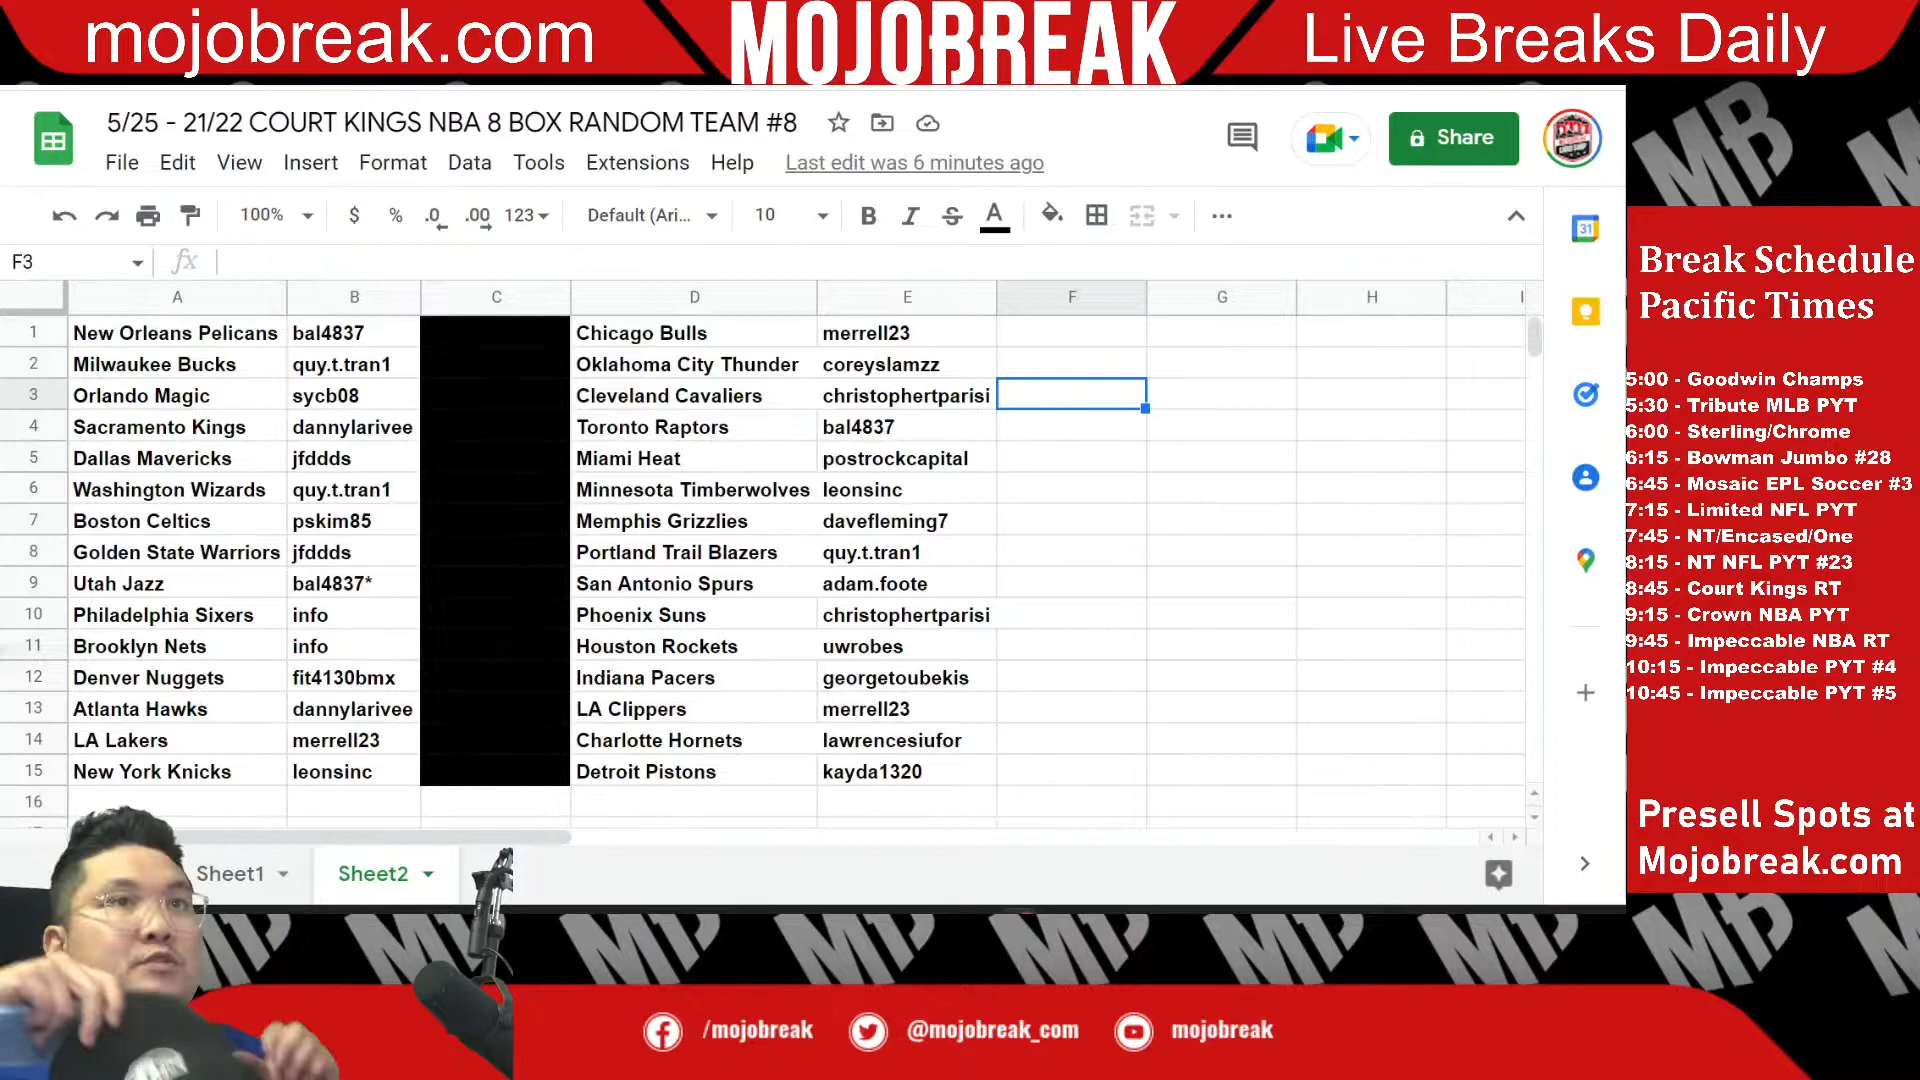 mojobreak.com
MOJOBREAK
Live Breaks Daily
5/25 - 21/22 COURT KINGS NBA 8 BOX RANDOM TEAM #8
Share
File Edit View Insert Format Data Tools Extensions Help Last edit was 6 minutes ago
100% $ % .0 .00 123 Default (Ari... 10 B I S A ...
31
F3 fx
A B C D E F G H I
1 New Orleans Pelicans bal4837 Chicago Bulls merrell23
2 Milwaukee Bucks quy.t.tran1 Oklahoma City Thunder coreyslamzz
3 Orlando Magic sycb08 Cleveland Cavaliers christophertparisi
4 Sacramento Kings dannylarivee Toronto Raptors bal4837
5 Dallas Mavericks jfddds Miami Heat postrockcapital
6 Washington Wizards quy.t.tran1 Minnesota Timberwolves leonsinc
7 Boston Celtics pskim85 Memphis Grizzlies davefleming7
8 Golden State Warriors jfddds Portland Trail Blazers quy.t.tran1
9 Utah Jazz bal4837* San Antonio Spurs adam.foote
10 Philadelphia Sixers info Phoenix Suns christophertparisi
11 Brooklyn Nets info Houston Rockets uwrobes
12 Denver Nuggets fit4130bmx Indiana Pacers georgetoubekis
13 Atlanta Hawks dannylarivee LA Clippers merrell23
14 LA Lakers merrell23 Charlotte Hornets lawrencesiufor
15 New York Knicks leonsinc Detroit Pistons kayda1320
16
Sheet1 Sheet2
Break Schedule
Pacific Times
5:00 - Goodwin Champs
5:30 - Tribute MLB PYT
6:00 - Sterling/Chrome
6:15 - Bowman Jumbo #28
6:45 - Mosaic EPL Soccer #3
7:15 - Limited NFL PYT
7:45 - NT/Encased/One
8:15 - NT NFL PYT #23
8:45 - Court Kings RT
9:15 - Crown NBA PYT
9:45 - Impeccable NBA RT
10:15 - Impeccable PYT #4
10:45 - Impeccable PYT #5
Presell Spots at
Mojobreak.com
/mojobreak @mojobreak_com mojobreak